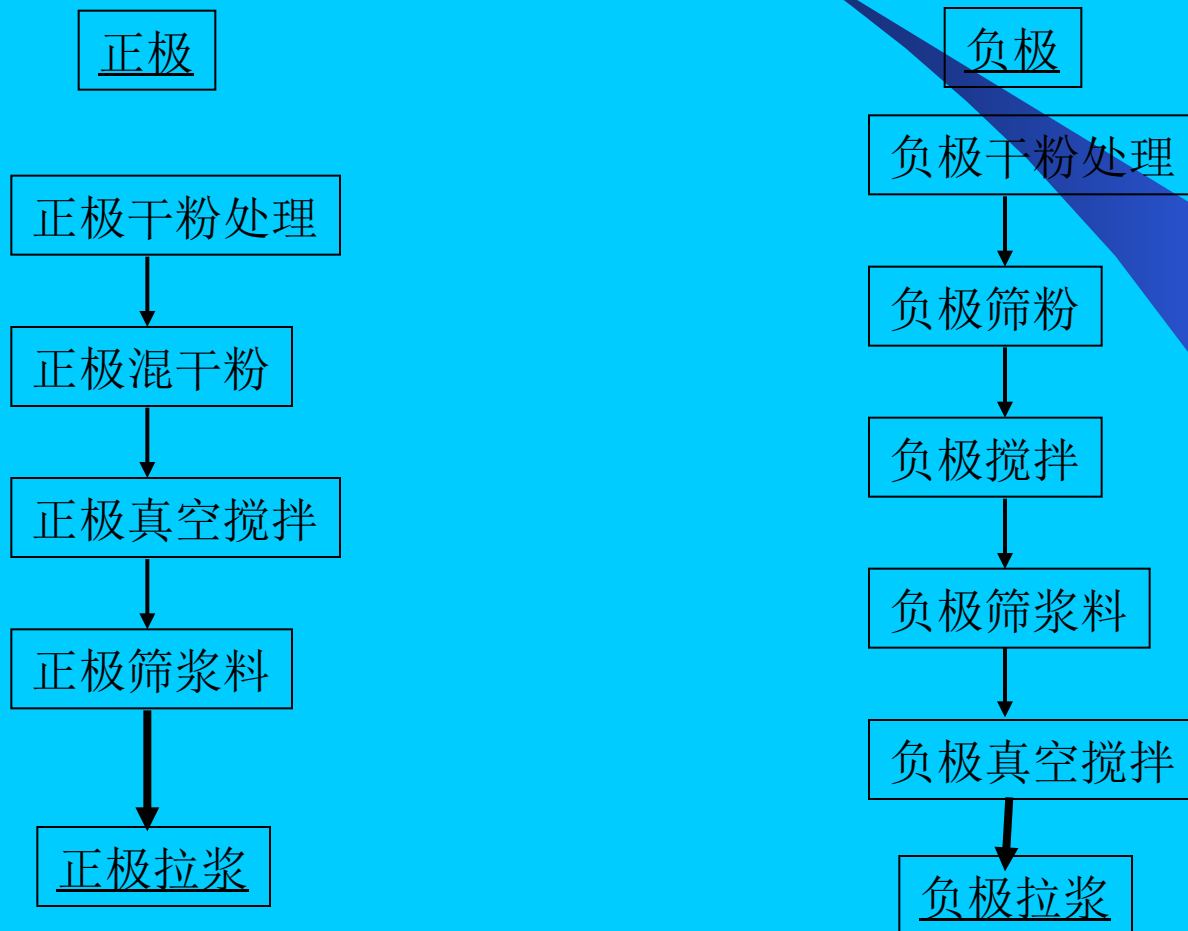 正极
正极干粉处理
正极混干粉
正极真空搅拌
正极筛浆料
正极拉浆
负极
负极干粉处理
负极筛粉
负极搅拌
负极筛浆料
负极真空搅拌
负极拉浆